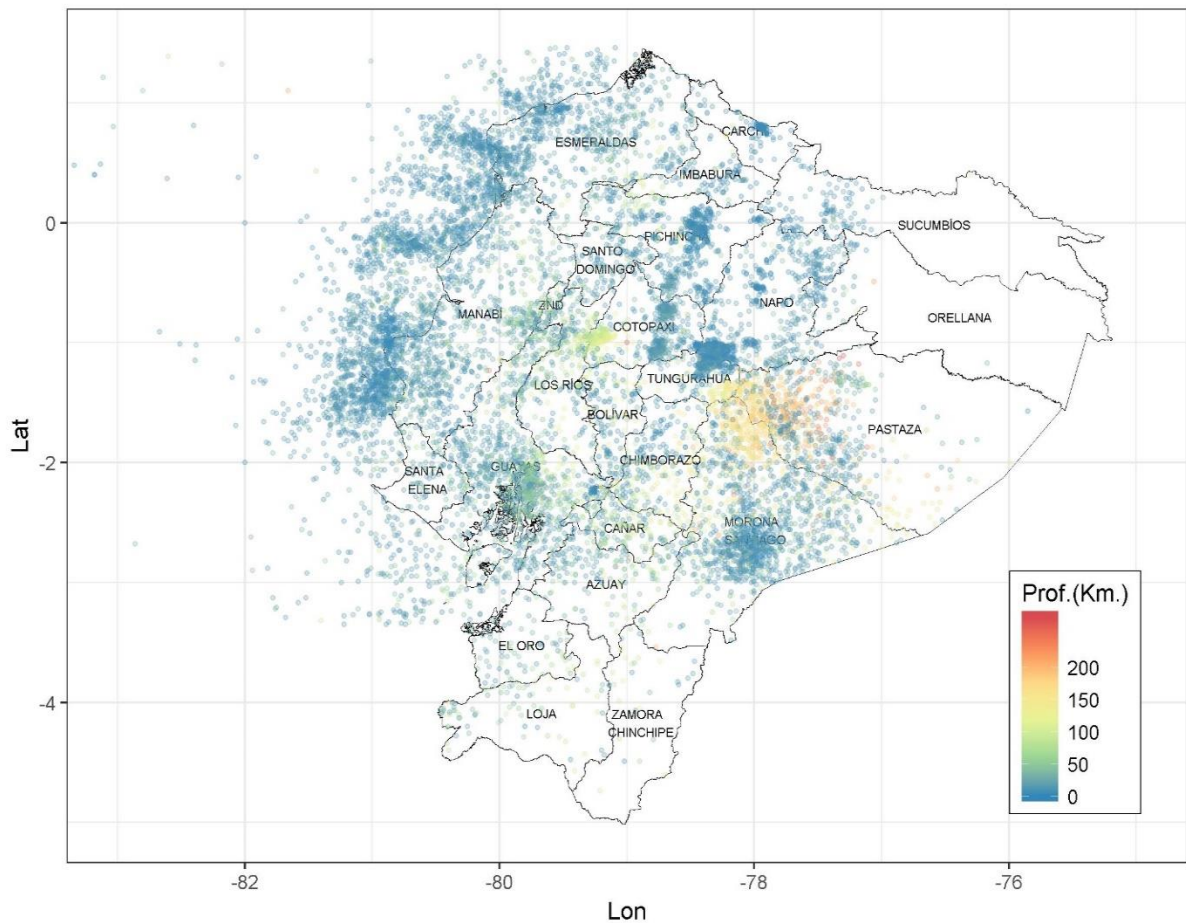 CARCHI
ESMERALDAS
IMBABURA
0
SUCUMBÍOS
PICHINCHA
SANTO
DOMINGO
NAPO
ZND
MANABÍ
COTOPAXI
ORELLANA
TUNGURAHUA
LOS RÍOS
BOLÍVAR
PASTAZA
Lat
-2
CHIMBORAZO
SANTA
ELENA
GUAYAS
MORONA
SANTIAGO
CAÑAR
AZUAY
EL ORO
-4
LOJA
ZAMORA
CHINCHIPE
Prof.(Km.)
200
150
100
50
0
-82
-80
-78
-76
Lon